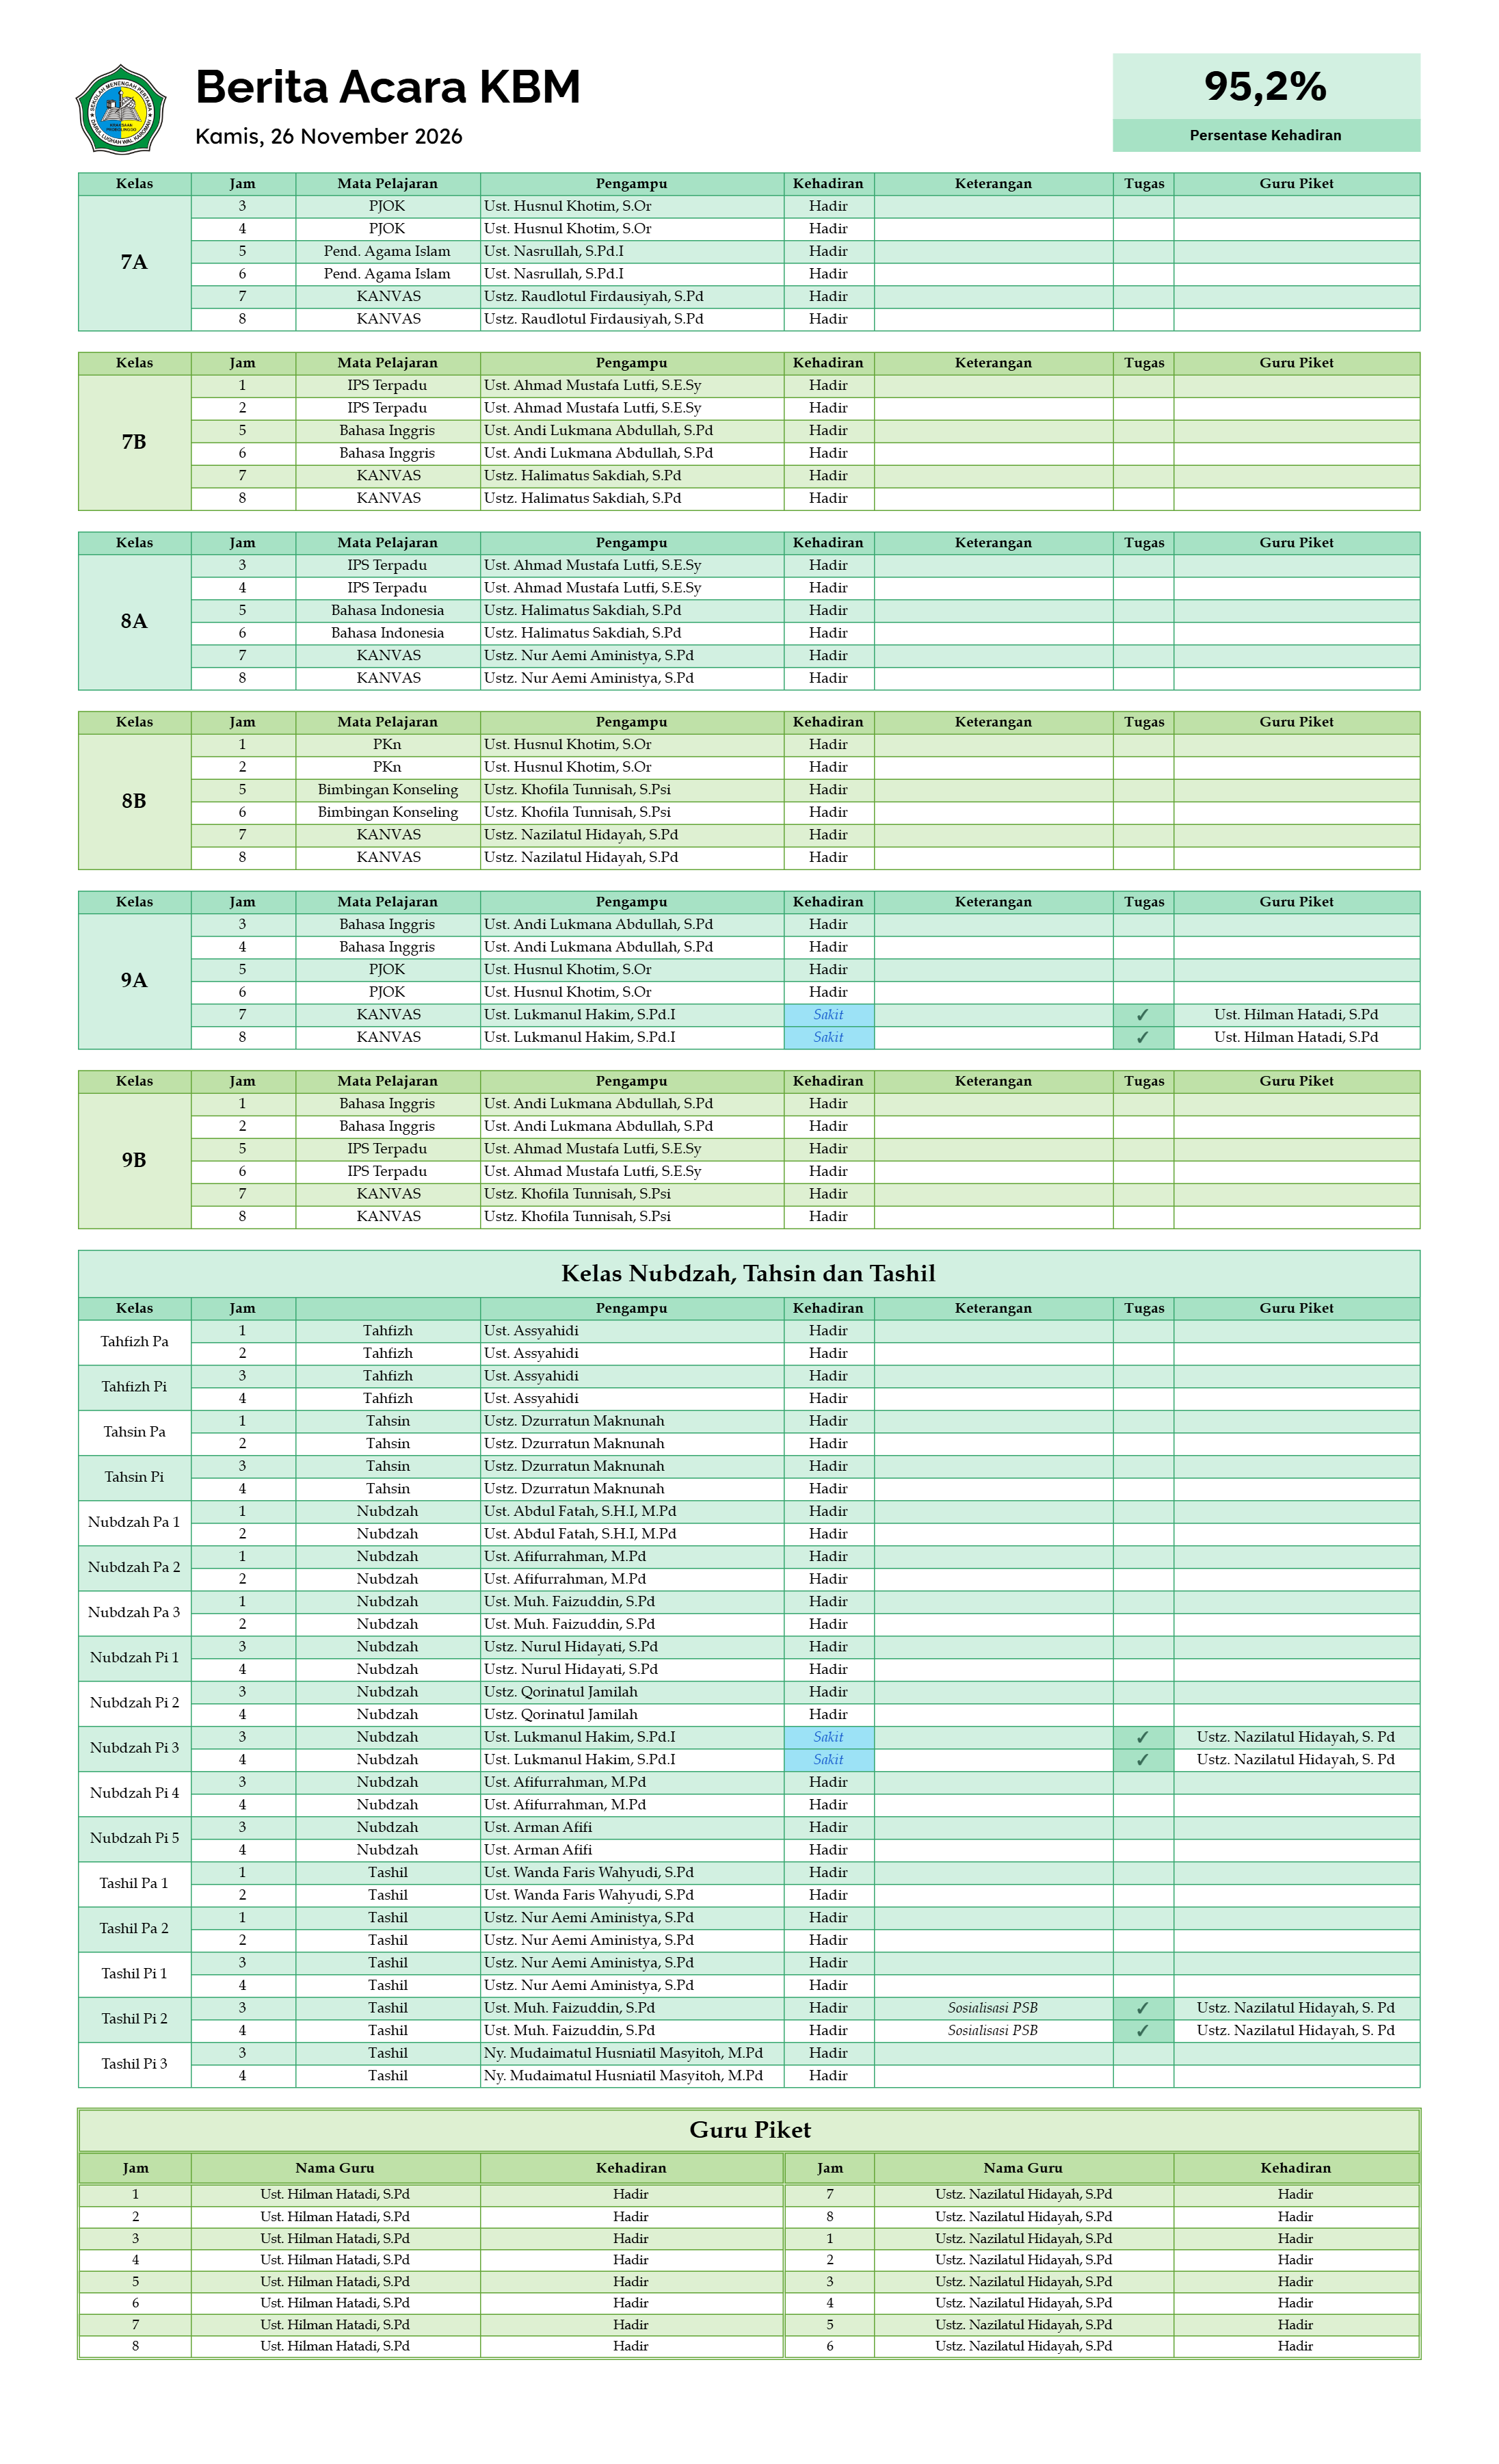 SEKOLAH MENENGAH PERTAMA
DARUL LUGHAH WAL KAROMAH
KRAKSAAN
PROBOLINGGO
Berita Acara KBM
Kamis, 26 November 2026
95,2%
Persentase Kehadiran
Kelas Jam Mata Pelajaran Pengampu Kehadiran Keterangan Tugas Guru Piket
7A
3 PJOK Ust. Husnul Khotim, S.Or Hadir
4 PJOK Ust. Husnul Khotim, S.Or Hadir
5 Pend. Agama Islam Ust. Nasrullah, S.Pd.I Hadir
6 Pend. Agama Islam Ust. Nasrullah, S.Pd.I Hadir
7 KANVAS Ustz. Raudlotul Firdausiyah, S.Pd Hadir
8 KANVAS Ustz. Raudlotul Firdausiyah, S.Pd Hadir
Kelas Jam Mata Pelajaran Pengampu Kehadiran Keterangan Tugas Guru Piket
7B
1 IPS Terpadu Ust. Ahmad Mustafa Lutfi, S.E.Sy Hadir
2 IPS Terpadu Ust. Ahmad Mustafa Lutfi, S.E.Sy Hadir
5 Bahasa Inggris Ust. Andi Lukmana Abdullah, S.Pd Hadir
6 Bahasa Inggris Ust. Andi Lukmana Abdullah, S.Pd Hadir
7 KANVAS Ustz. Halimatus Sakdiah, S.Pd Hadir
8 KANVAS Ustz. Halimatus Sakdiah, S.Pd Hadir
Kelas Jam Mata Pelajaran Pengampu Kehadiran Keterangan Tugas Guru Piket
8A
3 IPS Terpadu Ust. Ahmad Mustafa Lutfi, S.E.Sy Hadir
4 IPS Terpadu Ust. Ahmad Mustafa Lutfi, S.E.Sy Hadir
5 Bahasa Indonesia Ustz. Halimatus Sakdiah, S.Pd Hadir
6 Bahasa Indonesia Ustz. Halimatus Sakdiah, S.Pd Hadir
7 KANVAS Ustz. Nur Aemi Aministya, S.Pd Hadir
8 KANVAS Ustz. Nur Aemi Aministya, S.Pd Hadir
Kelas Jam Mata Pelajaran Pengampu Kehadiran Keterangan Tugas Guru Piket
8B
1 PKn Ust. Husnul Khotim, S.Or Hadir
2 PKn Ust. Husnul Khotim, S.Or Hadir
5 Bimbingan Konseling Ustz. Khofila Tunnisah, S.Psi Hadir
6 Bimbingan Konseling Ustz. Khofila Tunnisah, S.Psi Hadir
7 KANVAS Ustz. Nazilatul Hidayah, S.Pd Hadir
8 KANVAS Ustz. Nazilatul Hidayah, S.Pd Hadir
Kelas Jam Mata Pelajaran Pengampu Kehadiran Keterangan Tugas Guru Piket
9A
3 Bahasa Inggris Ust. Andi Lukmana Abdullah, S.Pd Hadir
4 Bahasa Inggris Ust. Andi Lukmana Abdullah, S.Pd Hadir
5 PJOK Ust. Husnul Khotim, S.Or Hadir
6 PJOK Ust. Husnul Khotim, S.Or Hadir
7 KANVAS Ust. Lukmanul Hakim, S.Pd.I Sakit ✓ Ust. Hilman Hatadi, S.Pd
8 KANVAS Ust. Lukmanul Hakim, S.Pd.I Sakit ✓ Ust. Hilman Hatadi, S.Pd
Kelas Jam Mata Pelajaran Pengampu Kehadiran Keterangan Tugas Guru Piket
9B
1 Bahasa Inggris Ust. Andi Lukmana Abdullah, S.Pd Hadir
2 Bahasa Inggris Ust. Andi Lukmana Abdullah, S.Pd Hadir
5 IPS Terpadu Ust. Ahmad Mustafa Lutfi, S.E.Sy Hadir
6 IPS Terpadu Ust. Ahmad Mustafa Lutfi, S.E.Sy Hadir
7 KANVAS Ustz. Khofila Tunnisah, S.Psi Hadir
8 KANVAS Ustz. Khofila Tunnisah, S.Psi Hadir
Kelas Nubdzah, Tahsin dan Tashil
Kelas Jam Pengampu Kehadiran Keterangan Tugas Guru Piket
Tahfizh Pa
1 Tahfizh Ust. Assyahidi Hadir
2 Tahfizh Ust. Assyahidi Hadir
Tahfizh Pi
3 Tahfizh Ust. Assyahidi Hadir
4 Tahfizh Ust. Assyahidi Hadir
Tahsin Pa
1 Tahsin Ustz. Dzurratun Maknunah Hadir
2 Tahsin Ustz. Dzurratun Maknunah Hadir
Tahsin Pi
3 Tahsin Ustz. Dzurratun Maknunah Hadir
4 Tahsin Ustz. Dzurratun Maknunah Hadir
Nubdzah Pa 1
1 Nubdzah Ust. Abdul Fatah, S.H.I, M.Pd Hadir
2 Nubdzah Ust. Abdul Fatah, S.H.I, M.Pd Hadir
Nubdzah Pa 2
1 Nubdzah Ust. Afifurrahman, M.Pd Hadir
2 Nubdzah Ust. Afifurrahman, M.Pd Hadir
Nubdzah Pa 3
1 Nubdzah Ust. Muh. Faizuddin, S.Pd Hadir
2 Nubdzah Ust. Muh. Faizuddin, S.Pd Hadir
Nubdzah Pi 1
3 Nubdzah Ustz. Nurul Hidayati, S.Pd Hadir
4 Nubdzah Ustz. Nurul Hidayati, S.Pd Hadir
Nubdzah Pi 2
3 Nubdzah Ustz. Qorinatul Jamilah Hadir
4 Nubdzah Ustz. Qorinatul Jamilah Hadir
Nubdzah Pi 3
3 Nubdzah Ust. Lukmanul Hakim, S.Pd.I Sakit ✓ Ustz. Nazilatul Hidayah, S. Pd
4 Nubdzah Ust. Lukmanul Hakim, S.Pd.I Sakit ✓ Ustz. Nazilatul Hidayah, S. Pd
Nubdzah Pi 4
3 Nubdzah Ust. Afifurrahman, M.Pd Hadir
4 Nubdzah Ust. Afifurrahman, M.Pd Hadir
Nubdzah Pi 5
3 Nubdzah Ust. Arman Afifi Hadir
4 Nubdzah Ust. Arman Afifi Hadir
Tashil Pa 1
1 Tashil Ust. Wanda Faris Wahyudi, S.Pd Hadir
2 Tashil Ust. Wanda Faris Wahyudi, S.Pd Hadir
Tashil Pa 2
1 Tashil Ustz. Nur Aemi Aministya, S.Pd Hadir
2 Tashil Ustz. Nur Aemi Aministya, S.Pd Hadir
Tashil Pi 1
3 Tashil Ustz. Nur Aemi Aministya, S.Pd Hadir
4 Tashil Ustz. Nur Aemi Aministya, S.Pd Hadir
Tashil Pi 2
3 Tashil Ust. Muh. Faizuddin, S.Pd Hadir Sosialisasi PSB ✓ Ustz. Nazilatul Hidayah, S. Pd
4 Tashil Ust. Muh. Faizuddin, S.Pd Hadir Sosialisasi PSB ✓ Ustz. Nazilatul Hidayah, S. Pd
Tashil Pi 3
3 Tashil Ny. Mudaimatul Husniatil Masyitoh, M.Pd Hadir
4 Tashil Ny. Mudaimatul Husniatil Masyitoh, M.Pd Hadir
Guru Piket
Jam Nama Guru Kehadiran Jam Nama Guru Kehadiran
1 Ust. Hilman Hatadi, S.Pd Hadir 7 Ustz. Nazilatul Hidayah, S.Pd Hadir
2 Ust. Hilman Hatadi, S.Pd Hadir 8 Ustz. Nazilatul Hidayah, S.Pd Hadir
3 Ust. Hilman Hatadi, S.Pd Hadir 1 Ustz. Nazilatul Hidayah, S.Pd Hadir
4 Ust. Hilman Hatadi, S.Pd Hadir 2 Ustz. Nazilatul Hidayah, S.Pd Hadir
5 Ust. Hilman Hatadi, S.Pd Hadir 3 Ustz. Nazilatul Hidayah, S.Pd Hadir
6 Ust. Hilman Hatadi, S.Pd Hadir 4 Ustz. Nazilatul Hidayah, S.Pd Hadir
7 Ust. Hilman Hatadi, S.Pd Hadir 5 Ustz. Nazilatul Hidayah, S.Pd Hadir
8 Ust. Hilman Hatadi, S.Pd Hadir 6 Ustz. Nazilatul Hidayah, S.Pd Hadir